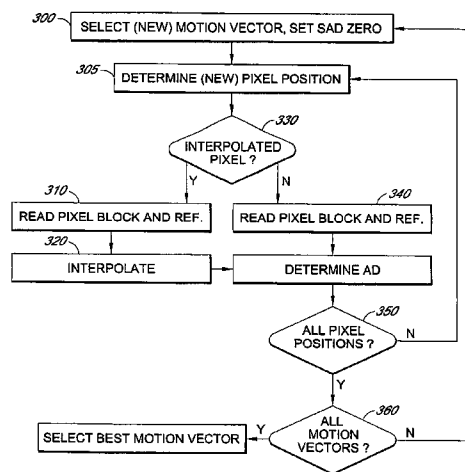 300
SELECT (NEW) MOTION VECTOR, SET SAD ZERO
305
DETERMINE (NEW) PIXEL POSITION
330
INTERPOLATED
PIXEL ?
Y
N
310
READ PIXEL BLOCK AND REF.
340
READ PIXEL BLOCK AND REF.
320
INTERPOLATE
DETERMINE AD
350
ALL PIXEL
POSITIONS ?
N
Y
360
ALL
MOTION
VECTORS ?
Y
N
SELECT BEST MOTION VECTOR